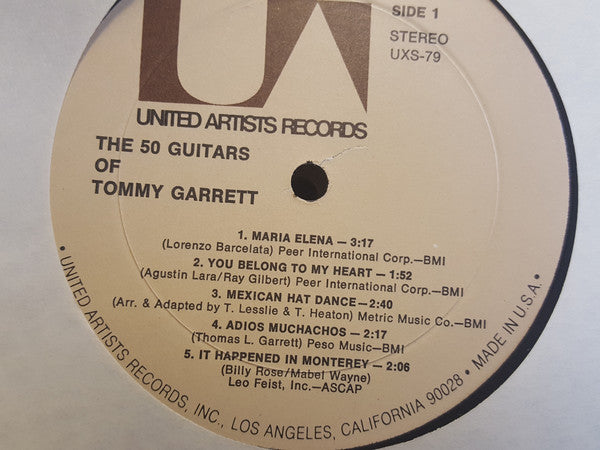 UA
SIDE 1
STEREO
UXS-79
UNITED ARTISTS RECORDS
THE 50 GUITARS
OF
TOMMY GARRETT
1. MARIA ELENA — 3:17
(Lorenzo Barcelata) Peer International Corp.—BMI
2. YOU BELONG TO MY HEART — 1:52
(Agustin Lara/Ray Gilbert) Peer International Corp.—BMI
3. MEXICAN HAT DANCE—2:40
(Arr. & Adapted by T. Lesslie & T. Heaton) Metric Music Co.—BMI
4. ADIOS MUCHACHOS — 2:17
(Thomas L. Garrett) Peso Music—BMI
5. IT HAPPENED IN MONTEREY — 2:06
(Billy Rose/Mabel Wayne)
Leo Feist, Inc.—ASCAP
• UNITED ARTISTS RECORDS, INC., LOS ANGELES, CALIFORNIA 90028 • MADE IN U.S.A. •